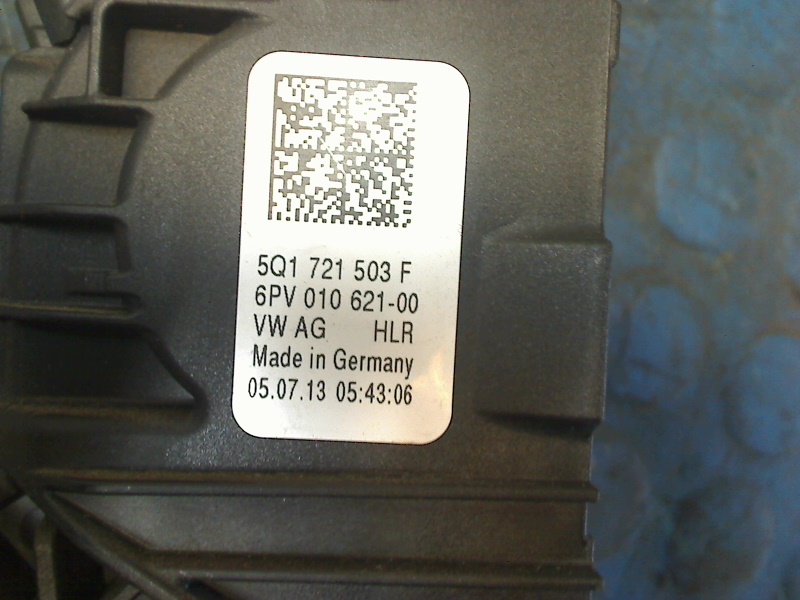 5Q1 721 503 F
6PV 010 621-00
VW AG HLR
Made in Germany
05.07.13 05:43:06